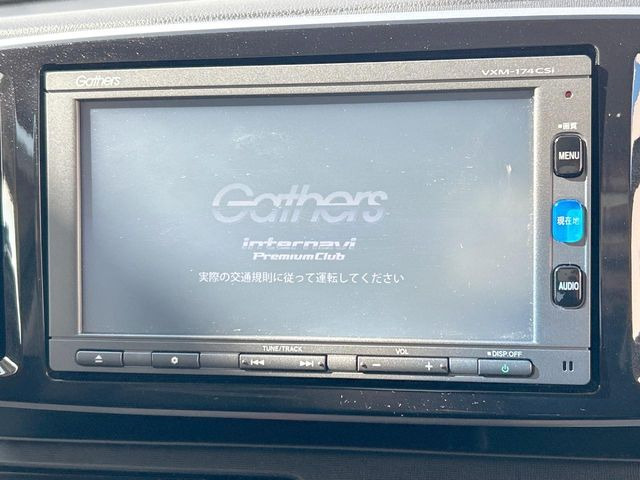 Gathers
VXM-174CSi
■画質
MENU
Gathers
現在地
internavi
PremiumClub
実際の交通規則に従って運転してください
AUDIO
TUNE/TRACK
VOL
■DISP.OFF